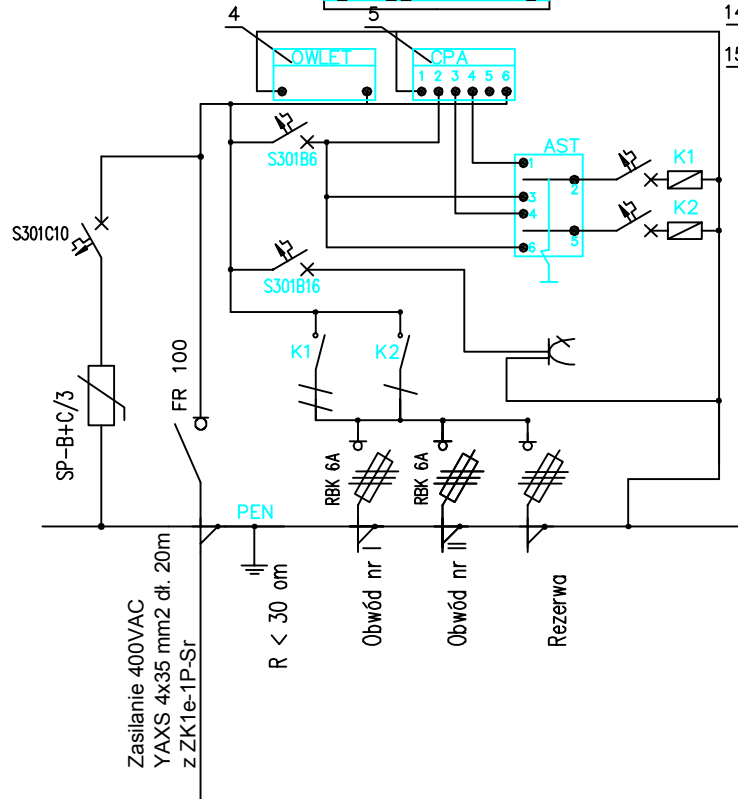 4
5
14
15
OWLET
CPA
1 2 3 4 5 6
S301B6
AST
1
2
3
4
5
6
K1
K2
S301C10
S301B16
K1
K2
SP-B+C/3
FR 100
RBK 6A
RBK 6A
PEN
R < 30 om
Obwód nr I
Obwód nr II
Rezerwa
Zasilanie 400VAC
YAXS 4x35 mm2 dł. 20m
z ZK1e-1P-Sr